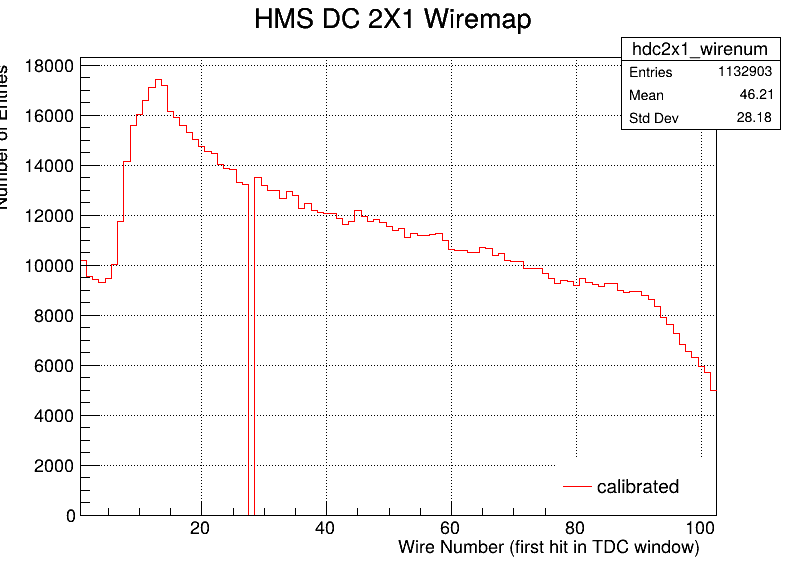 HMS DC 2X1 Wiremap
hdc2x1_wirenum
Entries 1132903
Mean 46.21
Std Dev 28.18
Number of Entries
18000
16000
14000
12000
10000
8000
6000
4000
2000
0
calibrated
20 40 60 80 100
Wire Number (first hit in TDC window)